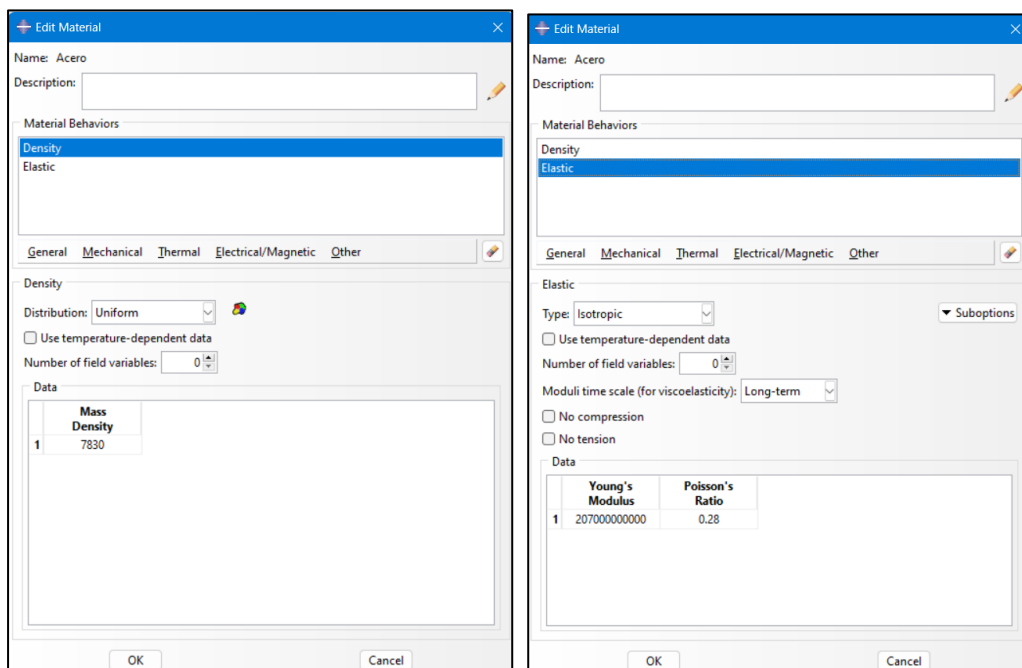 Edit Material
Name: Acero
Description:
Material Behaviors
Density
Elastic
General Mechanical Thermal Electrical/Magnetic Other
Density
Distribution: Uniform
Use temperature-dependent data
Number of field variables: 0
Data
Mass
Density
1 7830
OK Cancel
Edit Material
Name: Acero
Description:
Material Behaviors
Density
Elastic
General Mechanical Thermal Electrical/Magnetic Other
Elastic
Type: Isotropic Suboptions
Use temperature-dependent data
Number of field variables: 0
Moduli time scale (for viscoelasticity): Long-term
No compression
No tension
Data
Young's Poisson's
Modulus Ratio
1 207000000000 0.28
OK Cancel